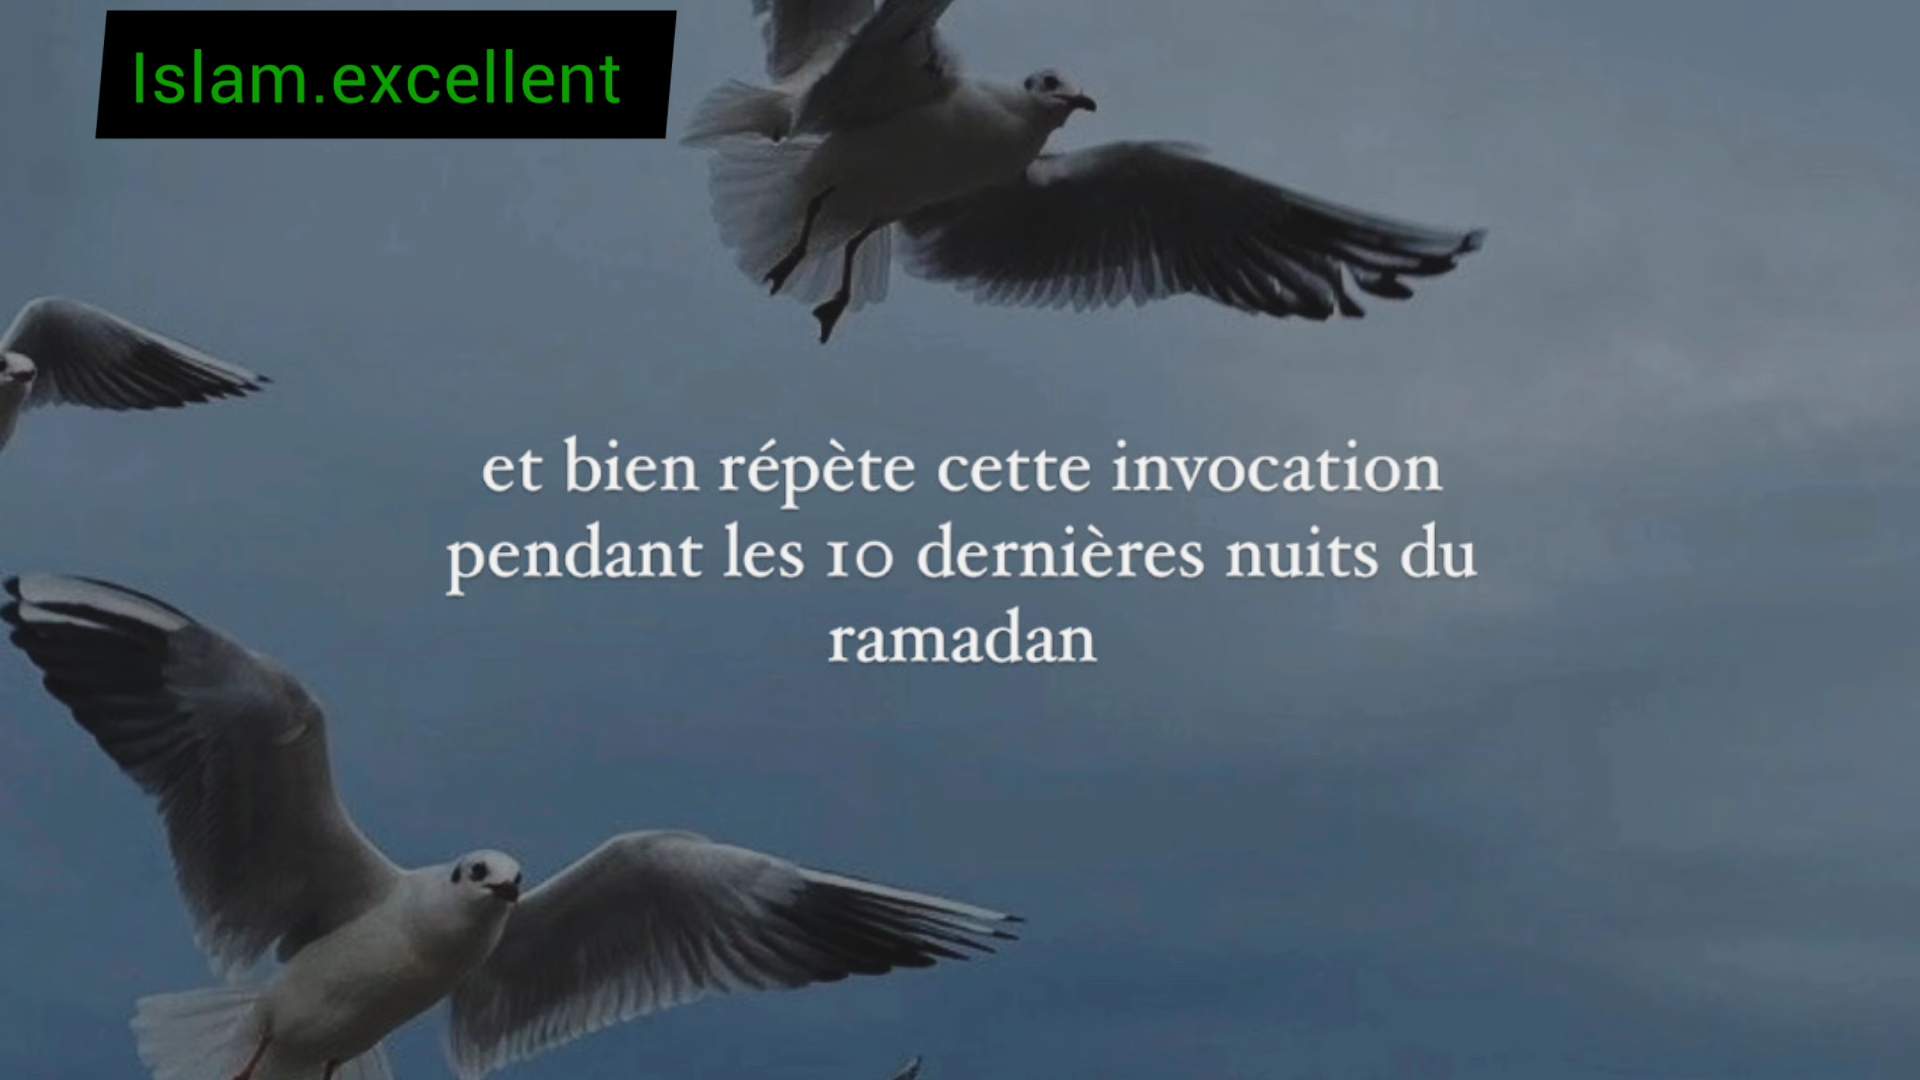 Islam.excellent
et bien répète cette invocation
pendant les 10 dernières nuits du
ramadan